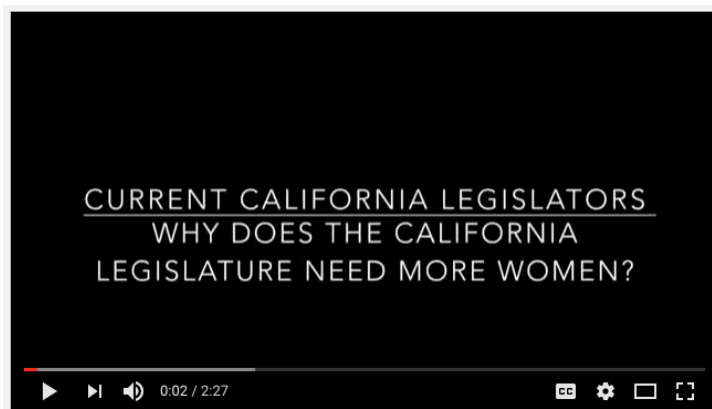 CURRENT CALIFORNIA LEGISLATORS
WHY DOES THE CALIFORNIA
LEGISLATURE NEED MORE WOMEN?
0:02 / 2:27
CC